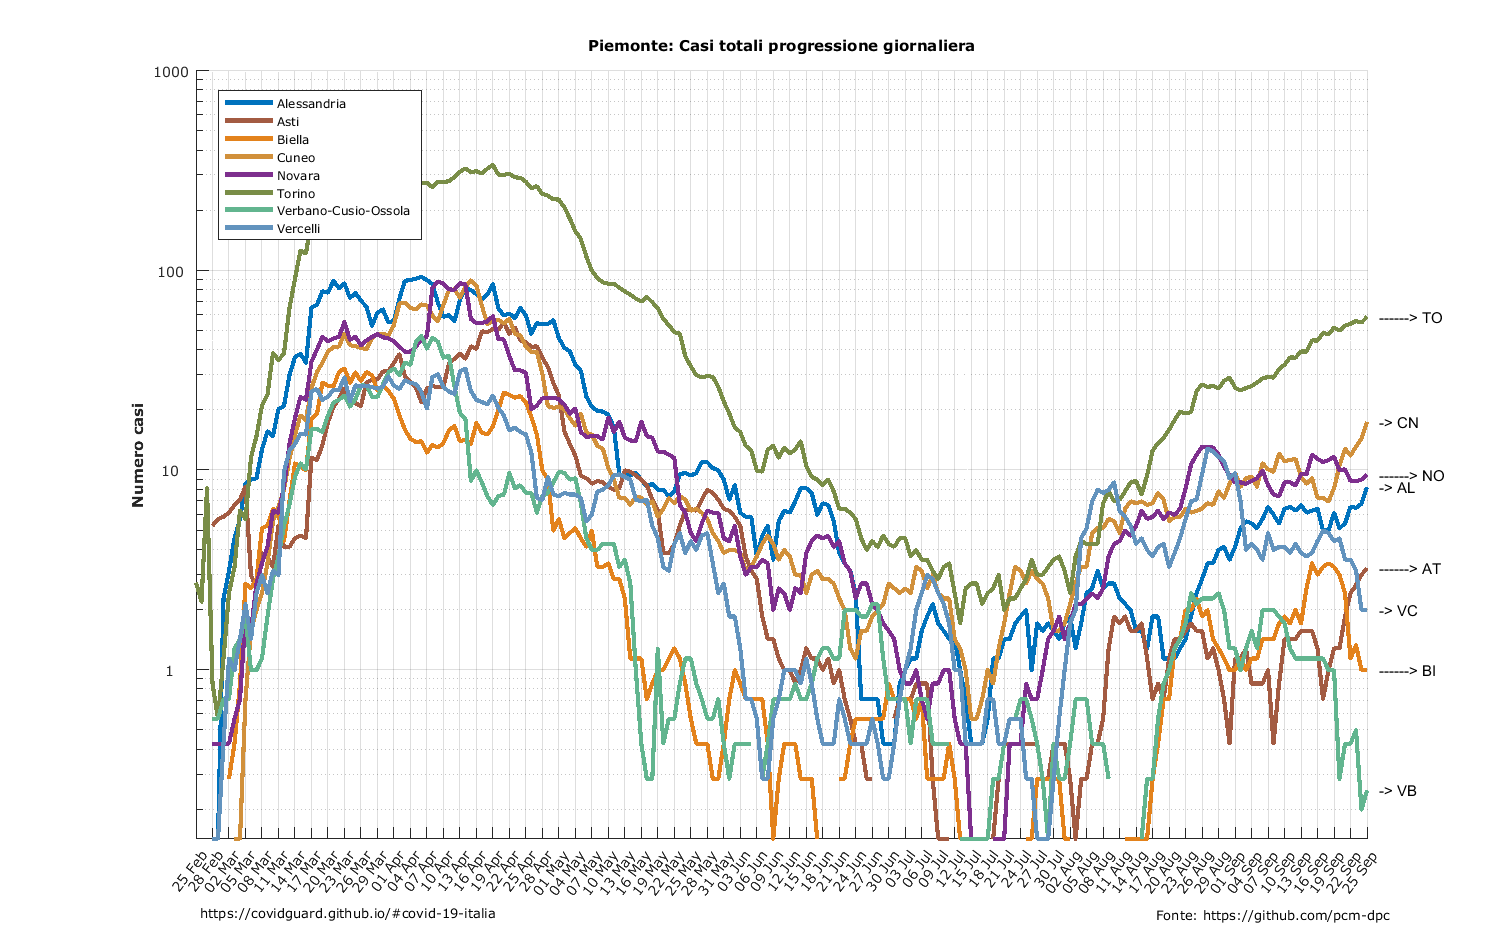 Piemonte: Casi totali progressione giornaliera
1000
100
10
1
Numero casi
Alessandria
Asti
Biella
Cuneo
Novara
Torino
Verbano-Cusio-Ossola
Vercelli
------> TO
-> CN
------> NO
-> AL
------> AT
-> VC
------> BI
-> VB
25 Feb
28 Feb
02 Mar
05 Mar
08 Mar
11 Mar
14 Mar
17 Mar
20 Mar
23 Mar
26 Mar
29 Mar
01 Apr
04 Apr
07 Apr
10 Apr
13 Apr
16 Apr
19 Apr
22 Apr
25 Apr
28 Apr
01 May
04 May
07 May
10 May
13 May
16 May
19 May
22 May
25 May
28 May
31 May
03 Jun
06 Jun
09 Jun
12 Jun
15 Jun
18 Jun
21 Jun
24 Jun
27 Jun
30 Jun
03 Jul
06 Jul
09 Jul
12 Jul
15 Jul
18 Jul
21 Jul
24 Jul
27 Jul
30 Jul
02 Aug
05 Aug
08 Aug
11 Aug
14 Aug
17 Aug
20 Aug
23 Aug
26 Aug
29 Aug
01 Sep
04 Sep
07 Sep
10 Sep
13 Sep
16 Sep
19 Sep
22 Sep
25 Sep
https://covidguard.github.io/#covid-19-italia
Fonte: https://github.com/pcm-dpc